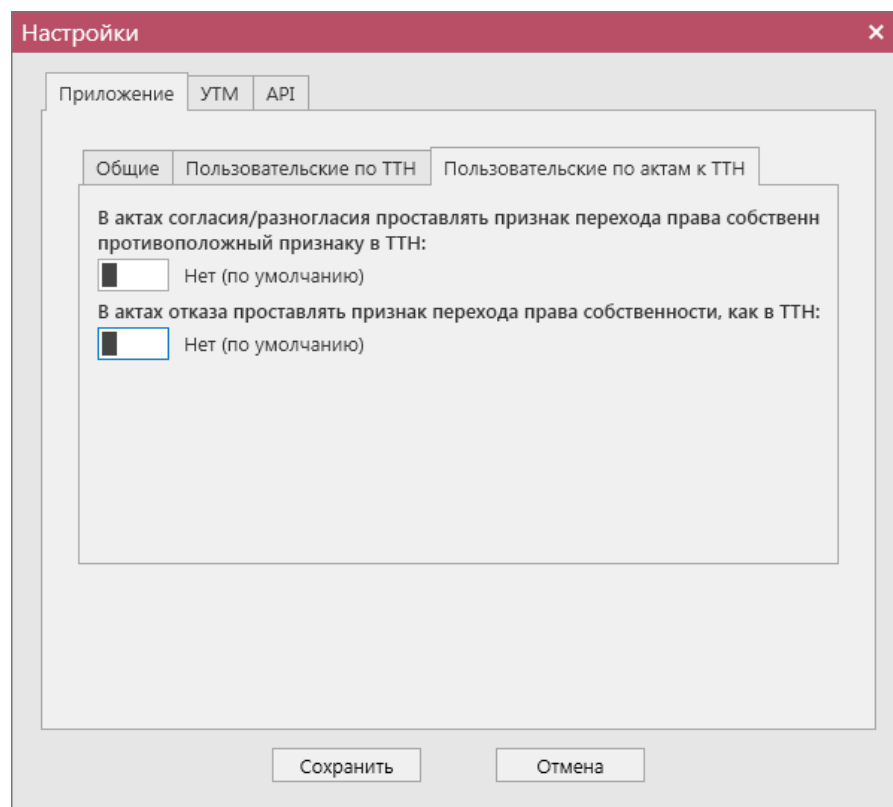 Настройки
Приложение УТМ API
Общие Пользовательские по ТТН Пользовательские по актам к ТТН
В актах согласия/разногласия проставлять признак перехода права собственн
противоположный признаку в ТТН:
Нет (по умолчанию)
В актах отказа проставлять признак перехода права собственности, как в ТТН:
Нет (по умолчанию)
Сохранить Отмена